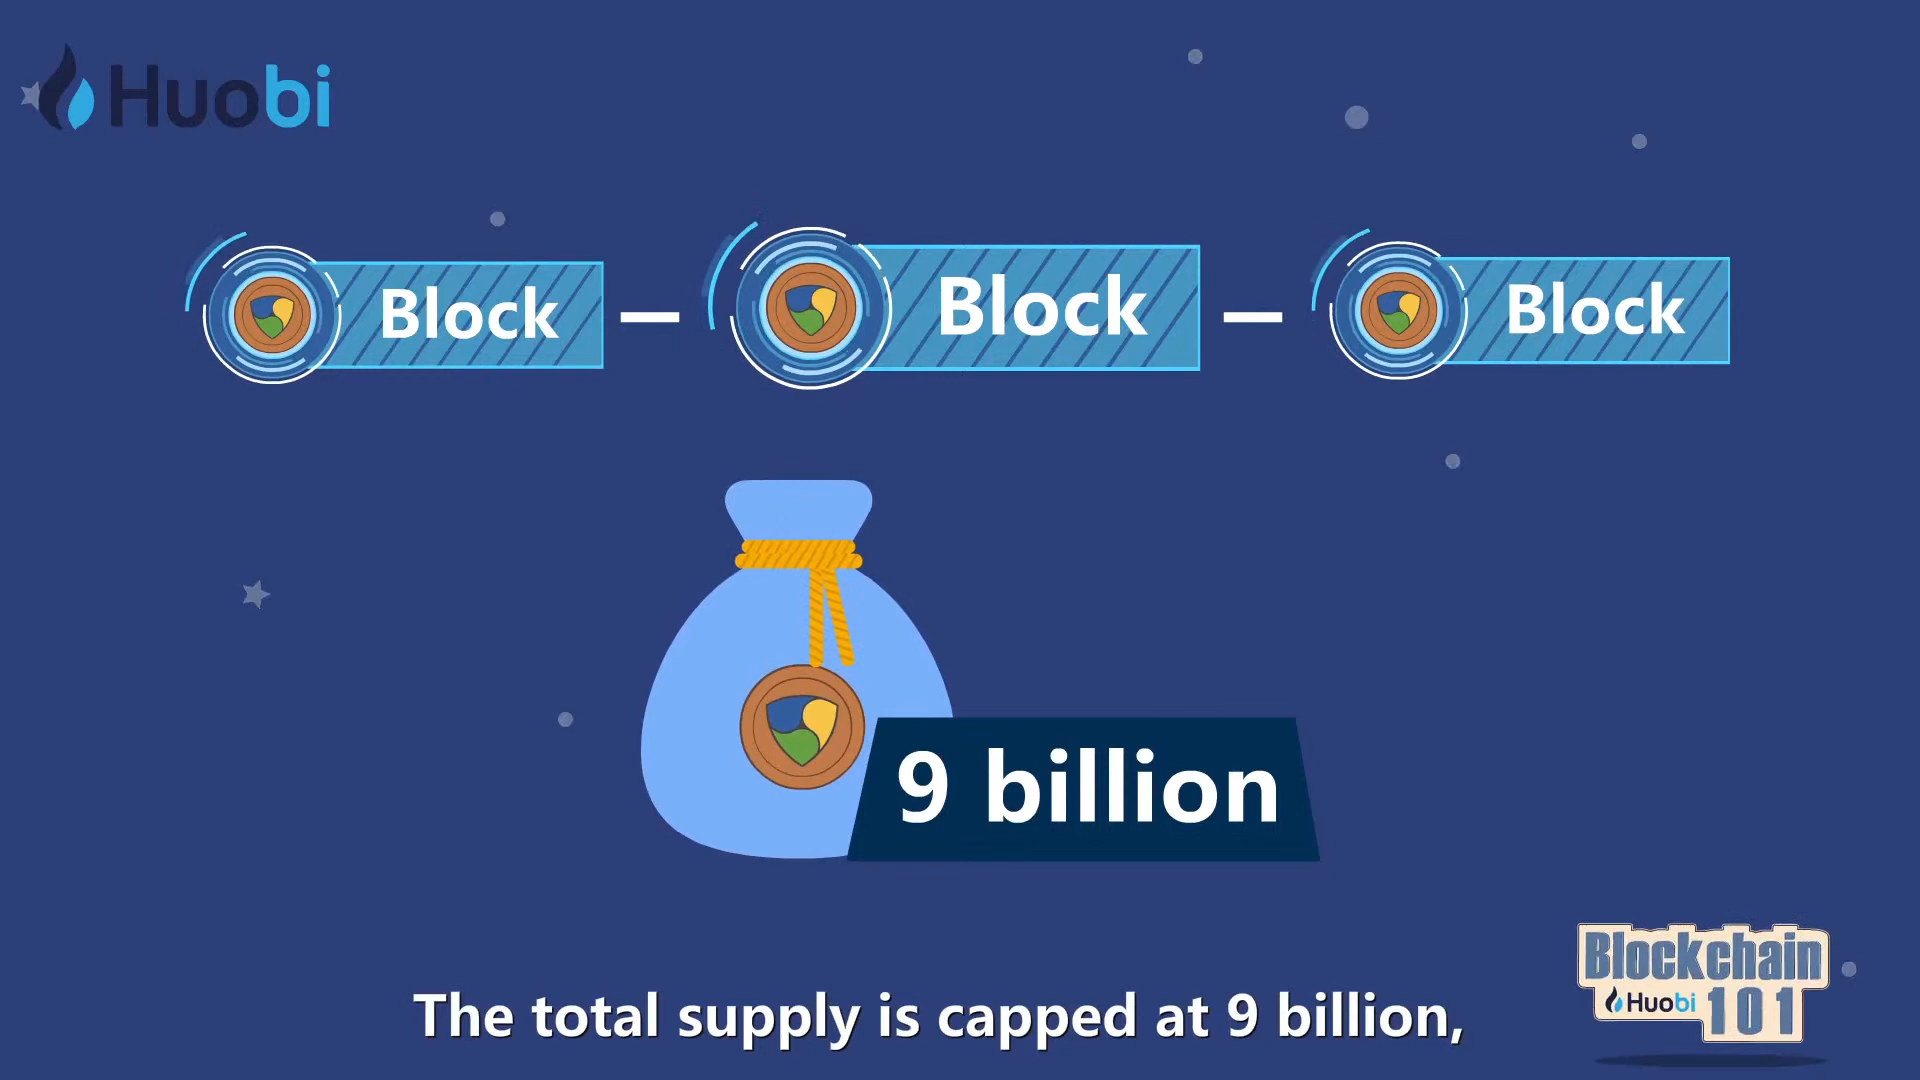 Huobi
Block — Block — Block
9 billion
Blockchain
Huobi 101
The total supply is capped at 9 billion,